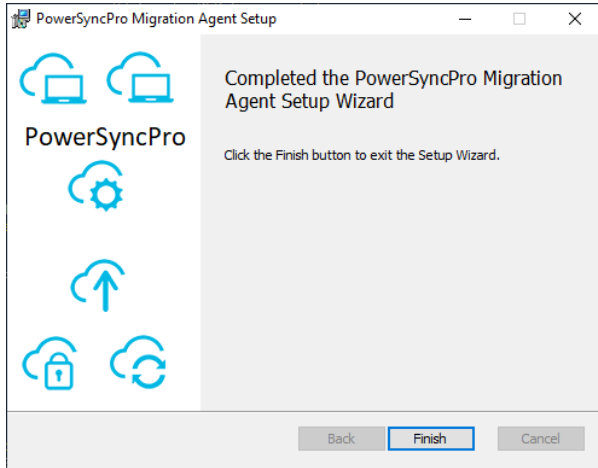 PowerSyncPro Migration Agent Setup
Completed the PowerSyncPro Migration
Agent Setup Wizard
PowerSyncPro
Click the Finish button to exit the Setup Wizard.
Back
Finish
Cancel